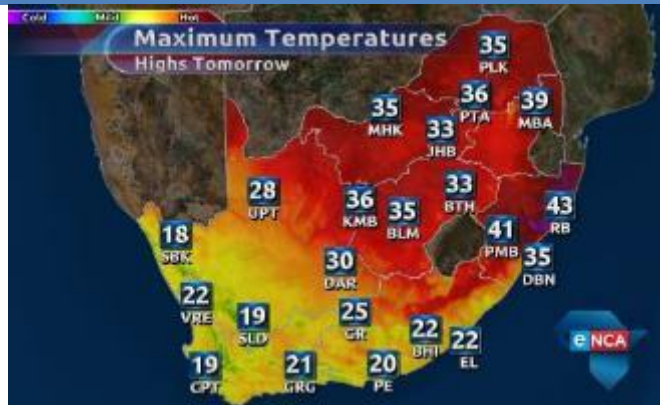 Cold Mild Hot
Maximum Temperatures
Highs Tomorrow
35
PLK
36
PTA
39
MBA
35
MHK
33
JHB
28
UPT
36
KMB
35
BLM
33
BTH
43
RB
41
PMB
35
DBN
18
SBK
30
DAR
22
VRE
19
SLD
25
GR
22
BHI
22
EL
19
CPT
21
GRG
20
PE
e NCA